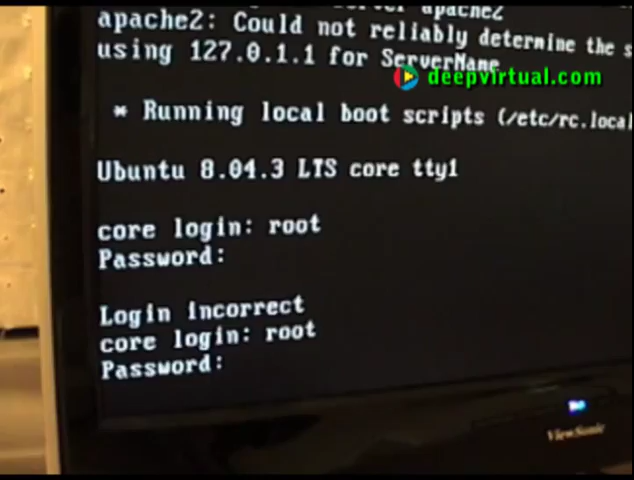 server apache2
apache2: Could not reliably determine the s
using 127.0.1.1 for ServerName
deepvirtual.com
* Running local boot scripts (/etc/rc.local
Ubuntu 8.04.3 LTS core tty1
core login: root
Password:
Login incorrect
core login: root
Password:
ViewSonic